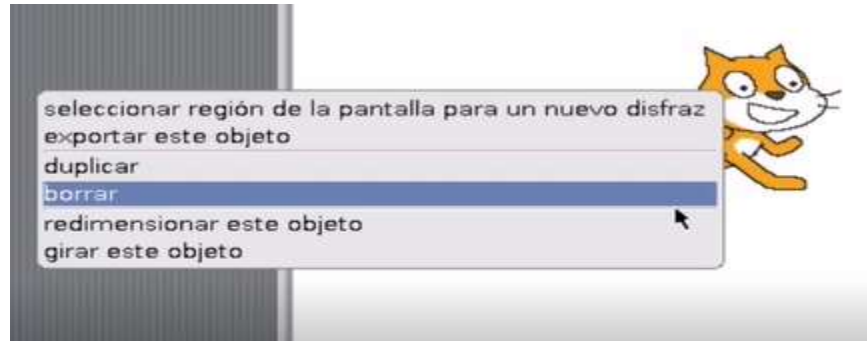 seleccionar región de la pantalla para un nuevo disfraz
exportar este objeto
duplicar
borrar
redimensionar este objeto
girar este objeto